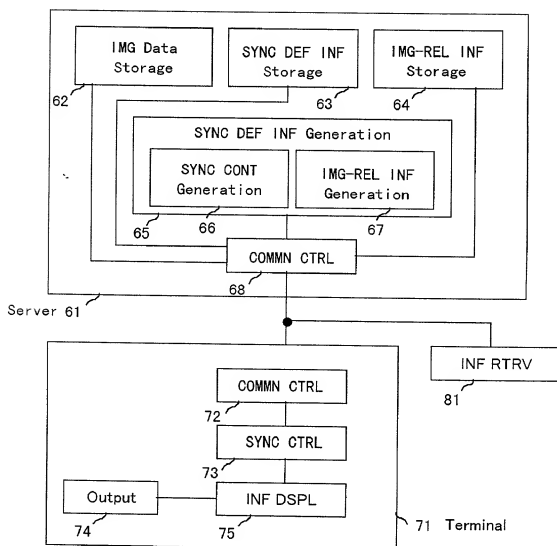 IMG Data
Storage
62
SYNC DEF INF
Storage
63
IMG-REL INF
Storage
64
SYNC DEF INF Generation
SYNC CONT
Generation
IMG-REL INF
Generation
65
66
67
COMMN CTRL
68
Server 61
INF RTRV
81
COMMN CTRL
72
SYNC CTRL
73
Output
74
INF DSPL
75
71 Terminal